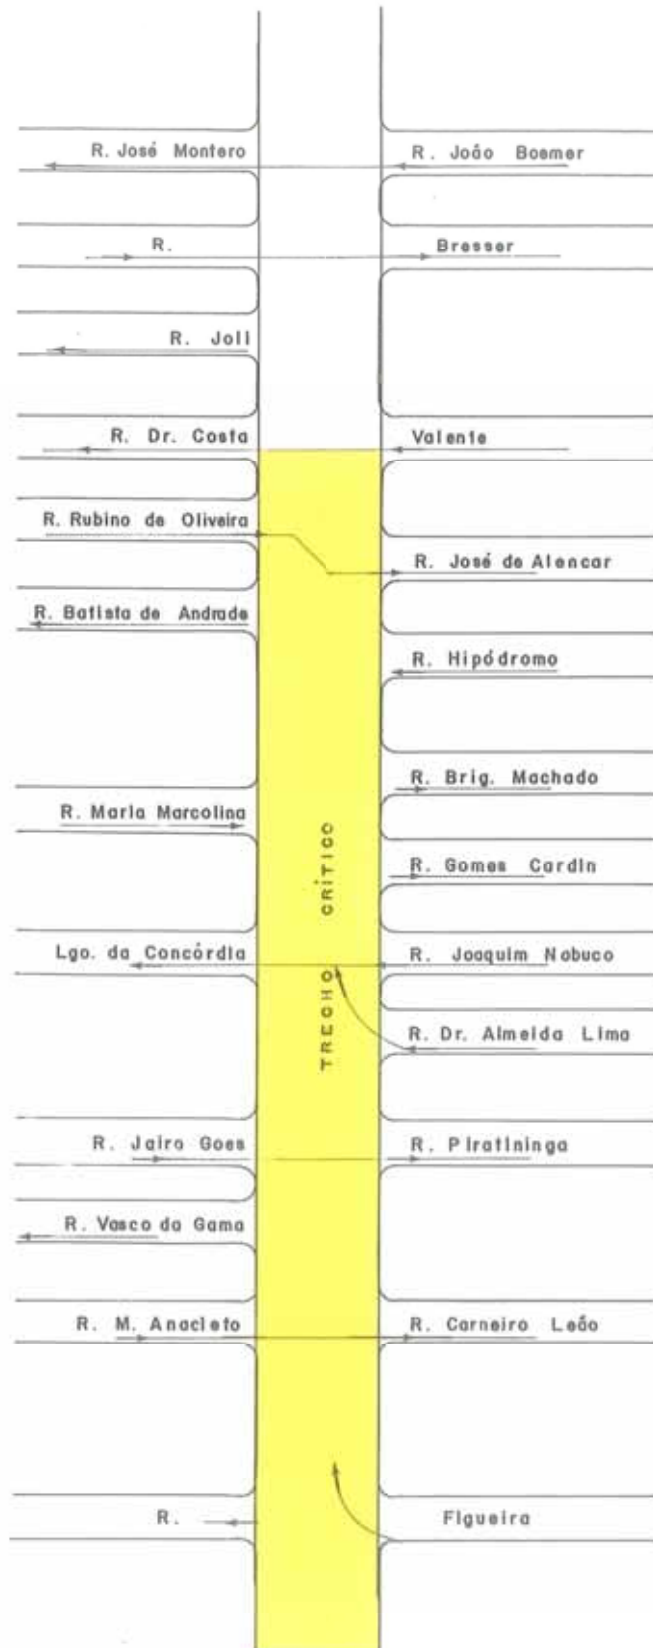 R. José Montero R. João Boemer
R. Bresser
R. Joli
R. Dr. Costa Valente
R. Rubino de Oliveira
R. José de Alencar
R. Batista de Andrade
R. Hipódromo
R. Brig. Machado
R. Maria Marcolina
R. Gomes Cardin
TRECHO CRÍTICO
Lgo. da Concórdia R. Joaquim Nabuco
R. Dr. Almeida Lima
R. Jairo Goes R. Piratininga
R. Vasco da Gama
R. M. Anacleto R. Carneiro Leão
R. Figueira